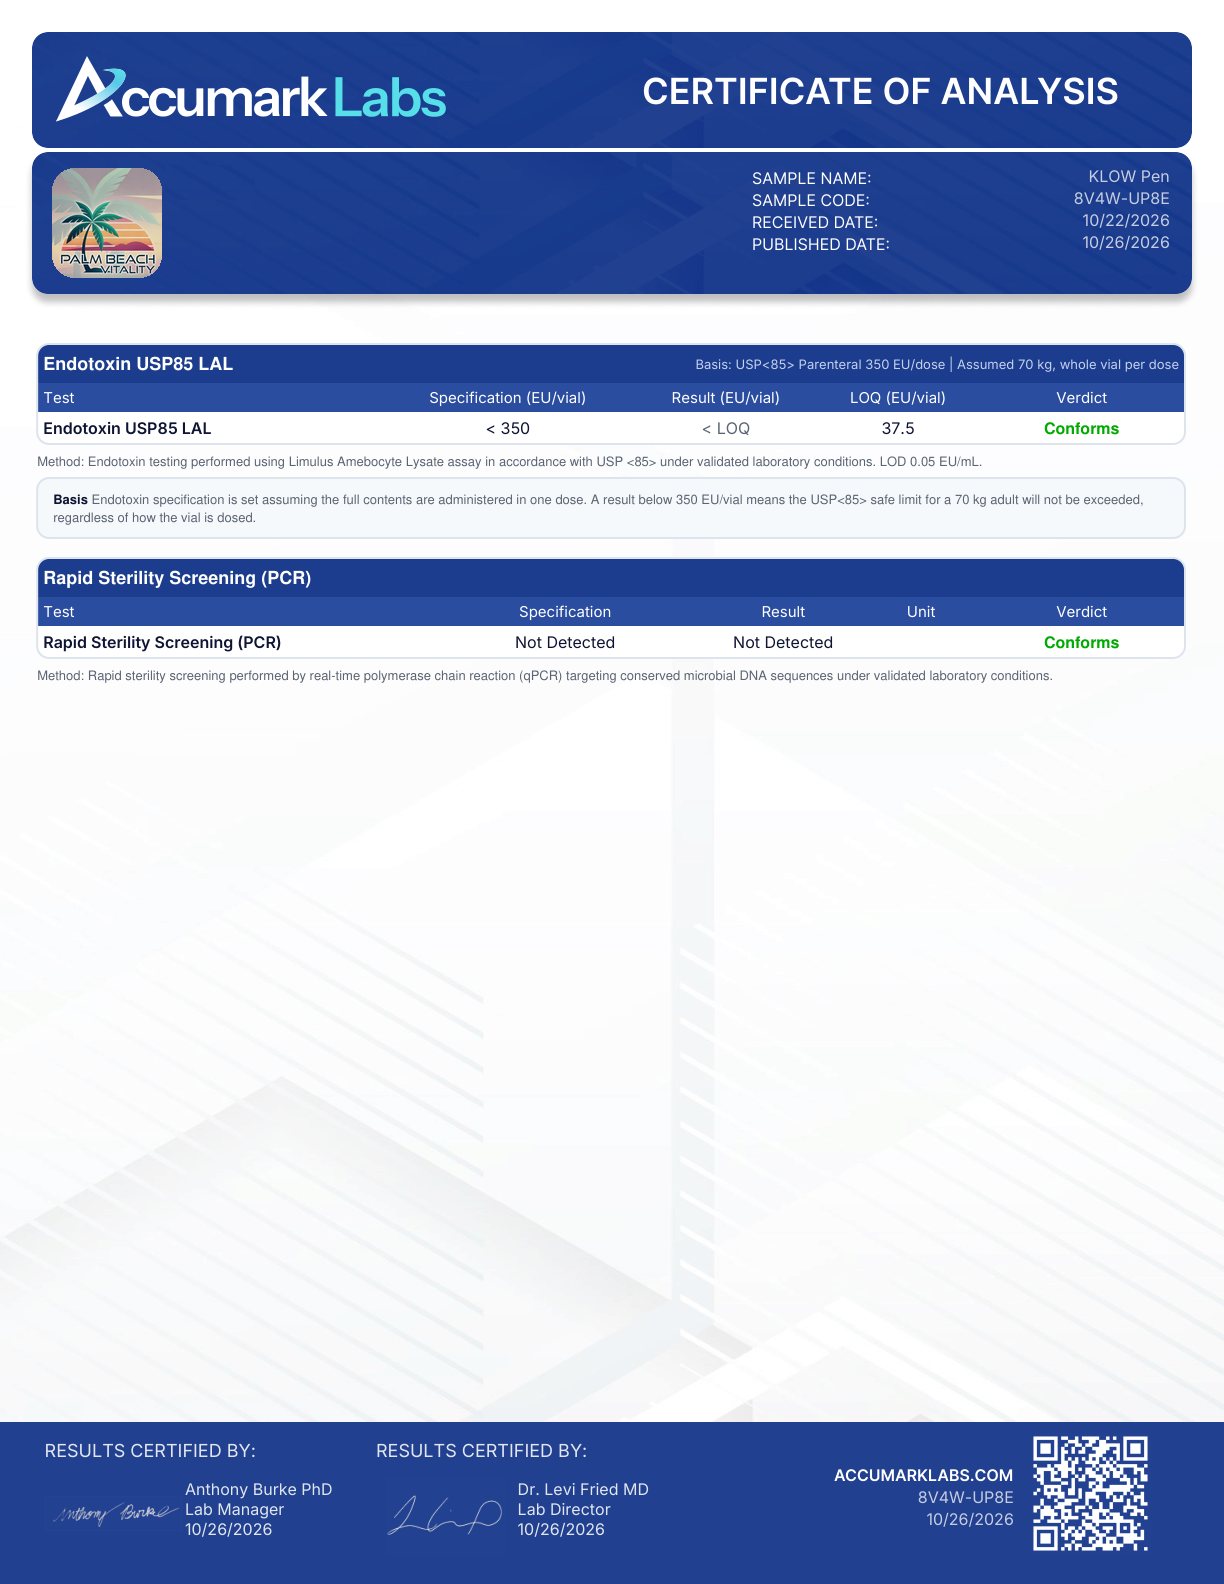 Accumark Labs
CERTIFICATE OF ANALYSIS
PALM BEACH
VITALITY
SAMPLE NAME: KLOW Pen
SAMPLE CODE: 8V4W-UP8E
RECEIVED DATE: 10/22/2026
PUBLISHED DATE: 10/26/2026
Endotoxin USP85 LAL Basis: USP<85> Parenteral 350 EU/dose | Assumed 70 kg, whole vial per dose
Test Specification (EU/vial) Result (EU/vial) LOQ (EU/vial) Verdict
Endotoxin USP85 LAL < 350 < LOQ 37.5 Conforms
Method: Endotoxin testing performed using Limulus Amebocyte Lysate assay in accordance with USP <85> under validated laboratory conditions. LOD 0.05 EU/mL.
Basis Endotoxin specification is set assuming the full contents are administered in one dose. A result below 350 EU/vial means the USP<85> safe limit for a 70 kg adult will not be exceeded,
regardless of how the vial is dosed.
Rapid Sterility Screening (PCR)
Test Specification Result Unit Verdict
Rapid Sterility Screening (PCR) Not Detected Not Detected Conforms
Method: Rapid sterility screening performed by real-time polymerase chain reaction (qPCR) targeting conserved microbial DNA sequences under validated laboratory conditions.
RESULTS CERTIFIED BY:
Anthony Burke
Anthony Burke PhD
Lab Manager
10/26/2026
RESULTS CERTIFIED BY:
Dr. Levi Fried MD
Lab Director
10/26/2026
ACCUMARKLABS.COM
8V4W-UP8E
10/26/2026